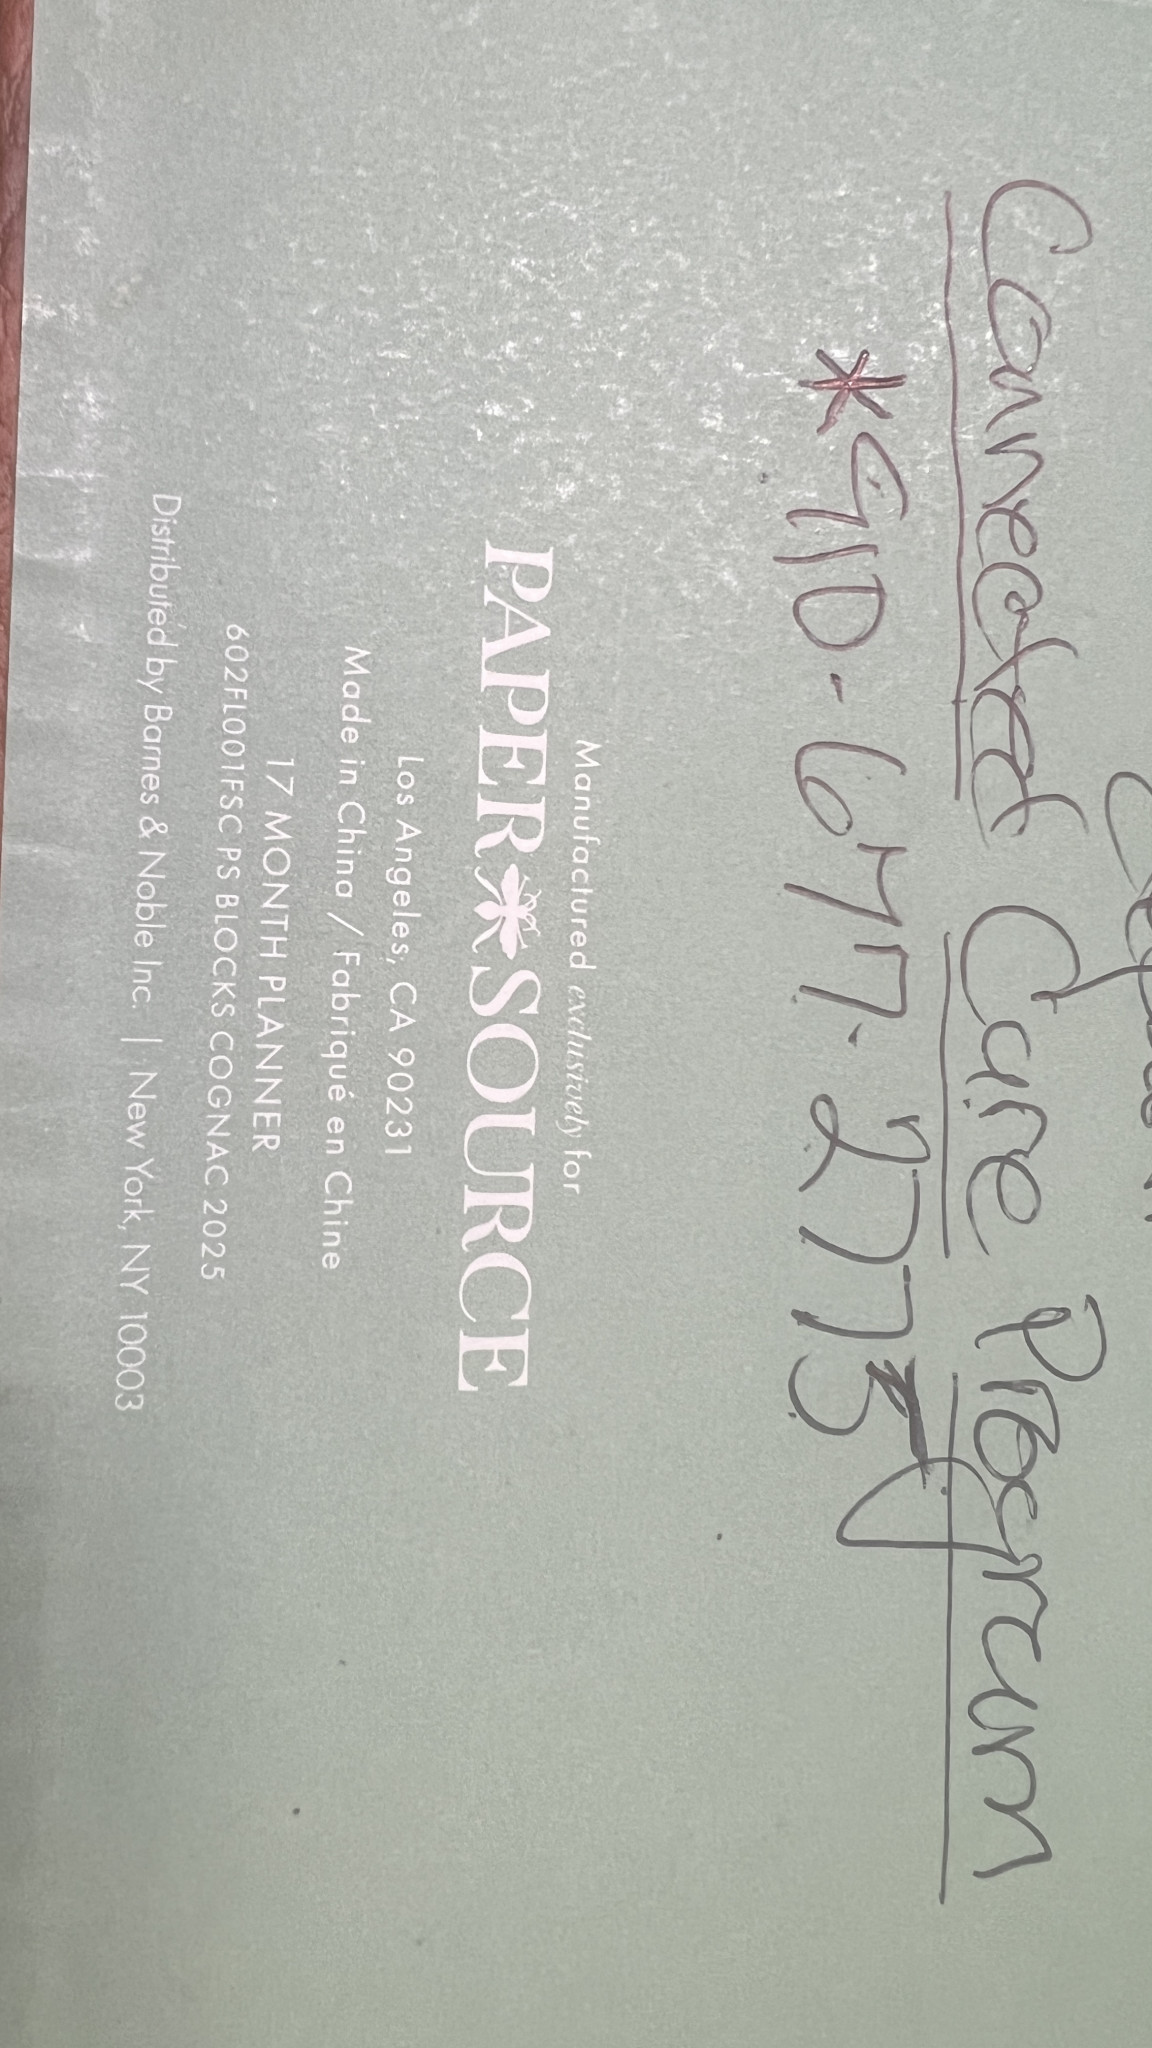 Connected Care Program
*910-677-2773
Manufactured exclusively for
PAPER SOURCE
Los Angeles, CA 90231
Made in China / Fabriqué en Chine
17 MONTH PLANNER
602FL001FSC PS BLOCKS COGNAC 2025
Distributed by Barnes & Noble Inc. | New York, NY 10003